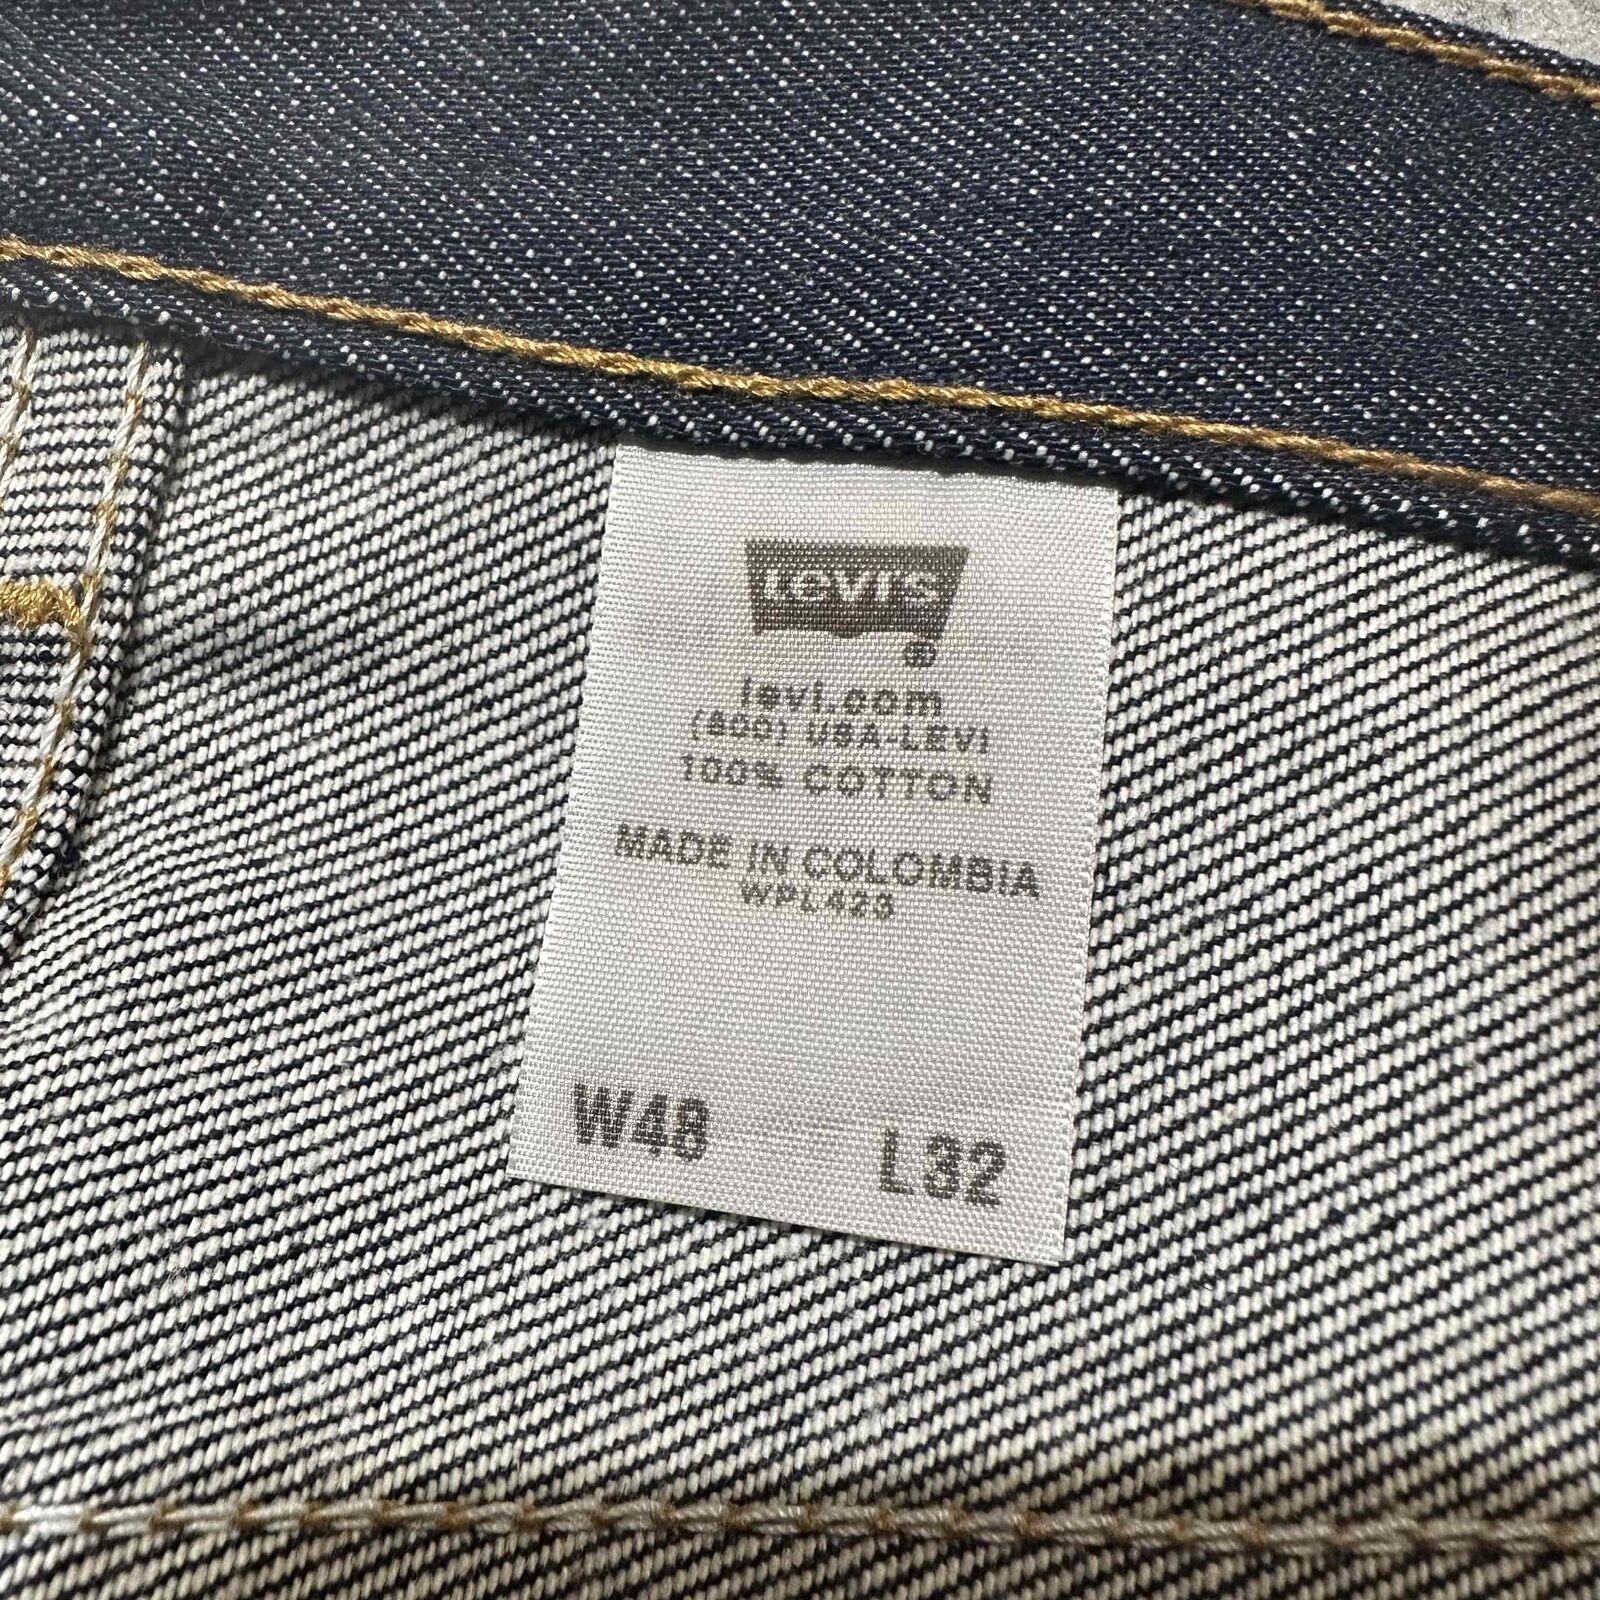 Levi's
®
levi.com
(800) USA-LEVI
100% COTTON
MADE IN COLOMBIA
WPL423
W48 L32